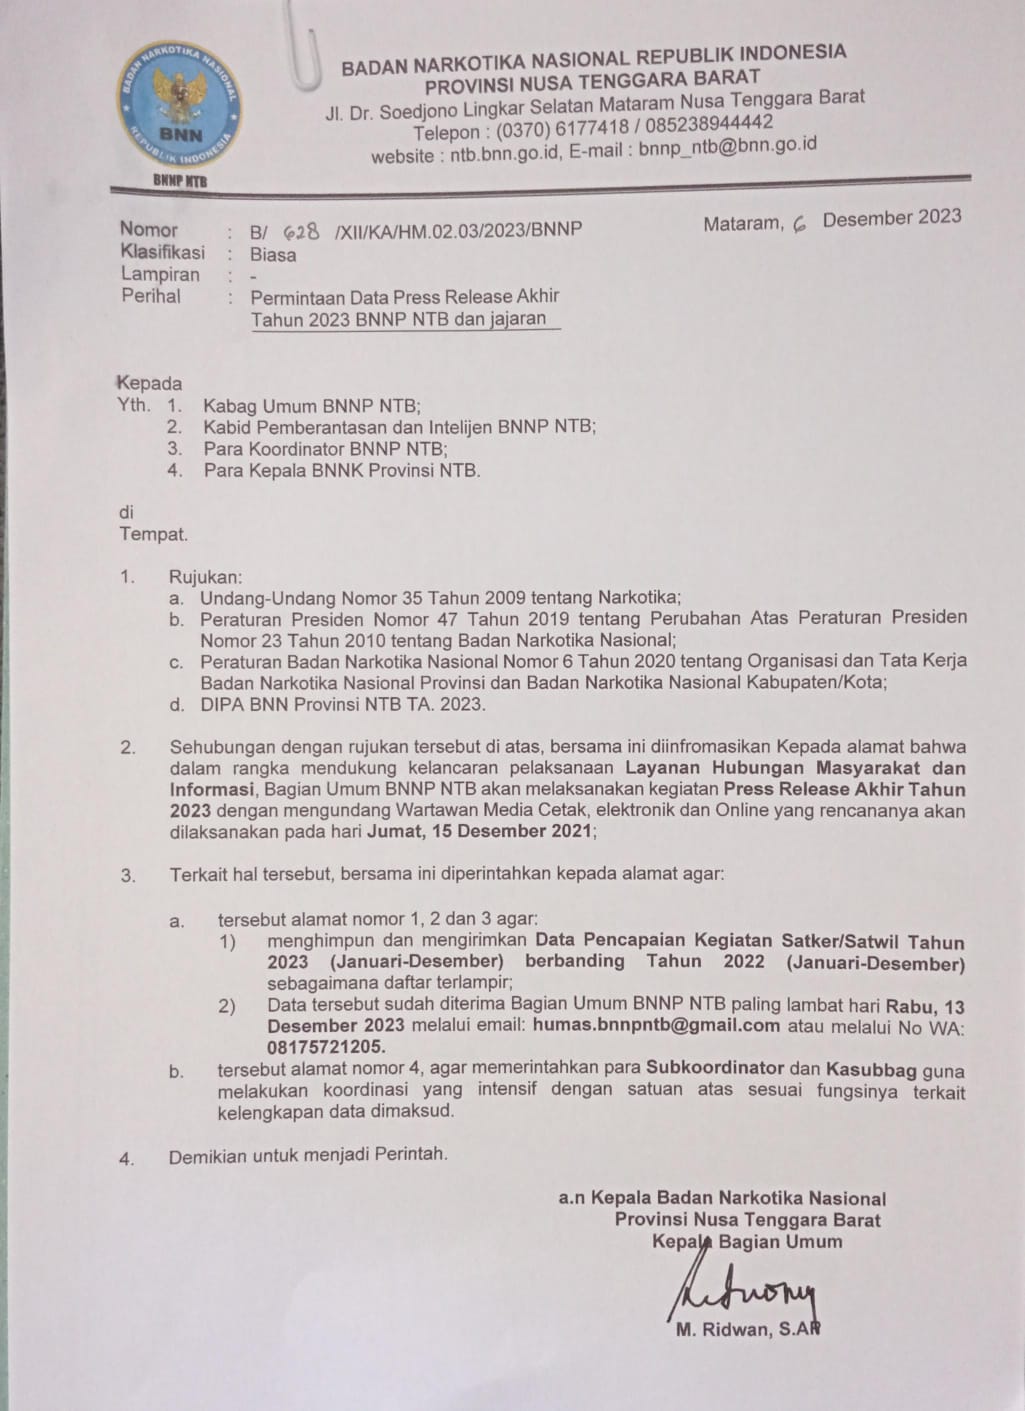 BADAN NARKOTIKA NASIONAL
BNN
REPUBLIK INDONESIA
BNNP NTB
BADAN NARKOTIKA NASIONAL REPUBLIK INDONESIA
PROVINSI NUSA TENGGARA BARAT
Jl. Dr. Soedjono Lingkar Selatan Mataram Nusa Tenggara Barat
Telepon : (0370) 6177418 / 085238944442
website : ntb.bnn.go.id, E-mail : bnnp_ntb@bnn.go.id
Nomor : B/ 628 /XII/KA/HM.02.03/2023/BNNP Mataram, 6 Desember 2023
Klasifikasi : Biasa
Lampiran : -
Perihal : Permintaan Data Press Release Akhir
Tahun 2023 BNNP NTB dan jajaran
Kepada
Yth. 1. Kabag Umum BNNP NTB;
2. Kabid Pemberantasan dan Intelijen BNNP NTB;
3. Para Koordinator BNNP NTB;
4. Para Kepala BNNK Provinsi NTB.
di
Tempat.
1. Rujukan:
a. Undang-Undang Nomor 35 Tahun 2009 tentang Narkotika;
b. Peraturan Presiden Nomor 47 Tahun 2019 tentang Perubahan Atas Peraturan Presiden
Nomor 23 Tahun 2010 tentang Badan Narkotika Nasional;
c. Peraturan Badan Narkotika Nasional Nomor 6 Tahun 2020 tentang Organisasi dan Tata Kerja
Badan Narkotika Nasional Provinsi dan Badan Narkotika Nasional Kabupaten/Kota;
d. DIPA BNN Provinsi NTB TA. 2023.
2. Sehubungan dengan rujukan tersebut di atas, bersama ini diinfromasikan Kepada alamat bahwa
dalam rangka mendukung kelancaran pelaksanaan Layanan Hubungan Masyarakat dan
Informasi, Bagian Umum BNNP NTB akan melaksanakan kegiatan Press Release Akhir Tahun
2023 dengan mengundang Wartawan Media Cetak, elektronik dan Online yang rencananya akan
dilaksanakan pada hari Jumat, 15 Desember 2021;
3. Terkait hal tersebut, bersama ini diperintahkan kepada alamat agar:
a. tersebut alamat nomor 1, 2 dan 3 agar:
1) menghimpun dan mengirimkan Data Pencapaian Kegiatan Satker/Satwil Tahun
2023 (Januari-Desember) berbanding Tahun 2022 (Januari-Desember)
sebagaimana daftar terlampir;
2) Data tersebut sudah diterima Bagian Umum BNNP NTB paling lambat hari Rabu, 13
Desember 2023 melalui email: humas.bnnpntb@gmail.com atau melalui No WA:
08175721205.
b. tersebut alamat nomor 4, agar memerintahkan para Subkoordinator dan Kasubbag guna
melakukan koordinasi yang intensif dengan satuan atas sesuai fungsinya terkait
kelengkapan data dimaksud.
4. Demikian untuk menjadi Perintah.
a.n Kepala Badan Narkotika Nasional
Provinsi Nusa Tenggara Barat
Kepala Bagian Umum
M. Ridwan, S.AP